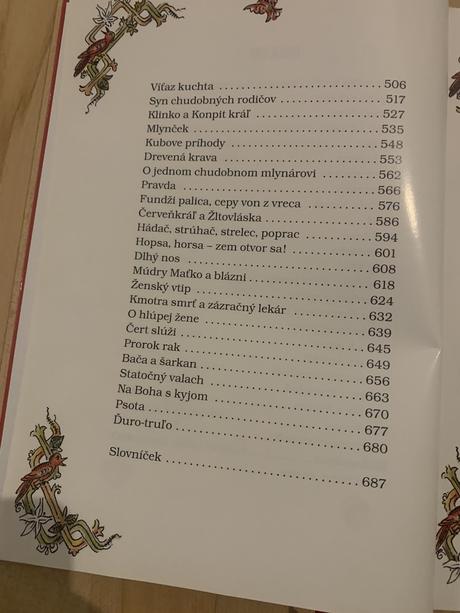 Víťaz kuchta ........................... 506
Syn chudobných rodičov ................ 517
Klinko a Konpit kráľ .................... 527
Mlynček ................................ 535
Kubove príhody ......................... 548
Drevená krava .......................... 553
O jednom chudobnom mlynárovi ......... 562
Pravda ................................. 566
Fundži palica, cepy von z vreca ........ 576
Červeňkráľ a Žltovláska ................. 586
Hádač, strúhač, strelec, poprac ......... 594
Hopsa, horsa – zem otvor sa! ............ 601
Dlhý nos ............................... 608
Múdry Maťko a blázni .................... 618
Ženský vtip ............................. 624
Kmotra smrť a zázračný lekár ............ 632
O hlúpej žene ........................... 639
Čert slúži ............................... 645
Prorok rak .............................. 649
Bača a šarkan ........................... 656
Statočný valach ......................... 663
Na Boha s kyjom ......................... 670
Psota ................................... 677
Ďuro-truľo .............................. 680
Slovníček ............................... 687